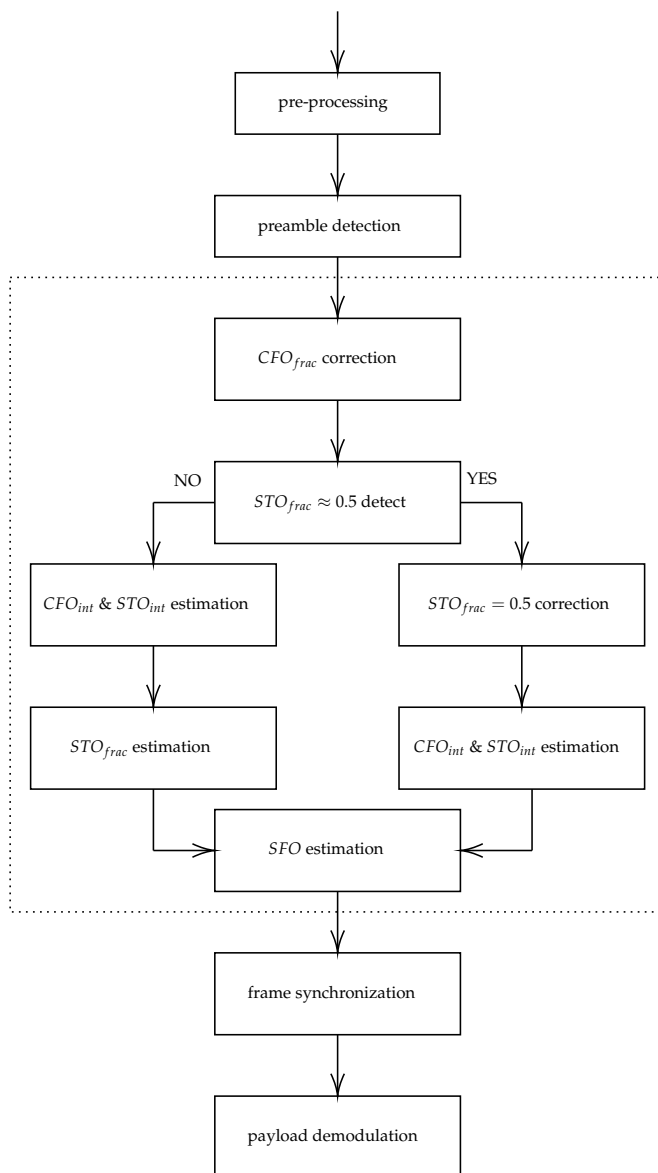 pre-processing
preamble detection
CFO_frac correction
STO_frac ≈ 0.5 detect
NO
YES
CFO_int & STO_int estimation
STO_frac = 0.5 correction
STO_frac estimation
CFO_int & STO_int estimation
SFO estimation
frame synchronization
payload demodulation